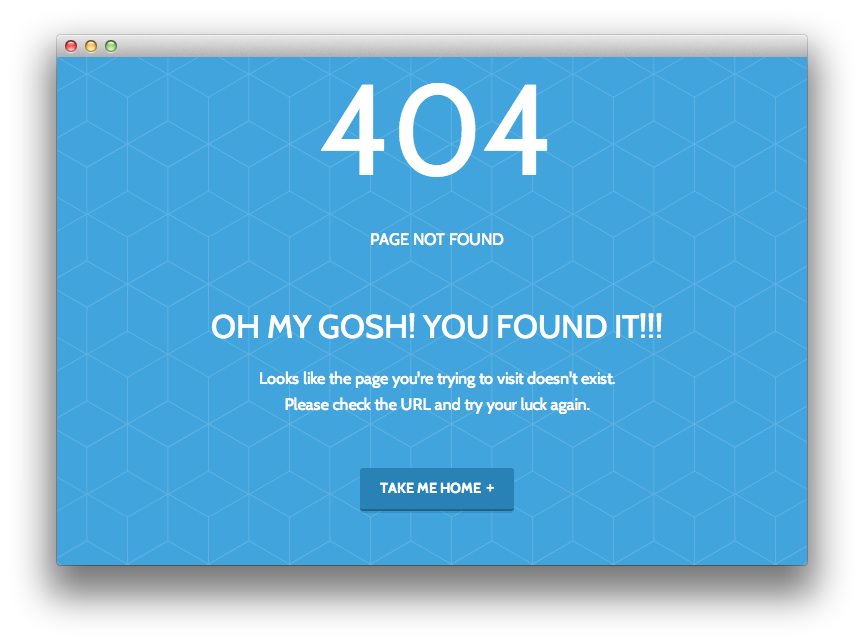 404
PAGE NOT FOUND
OH MY GOSH! YOU FOUND IT!!!
Looks like the page you're trying to visit doesn't exist.
Please check the URL and try your luck again.
TAKE ME HOME +